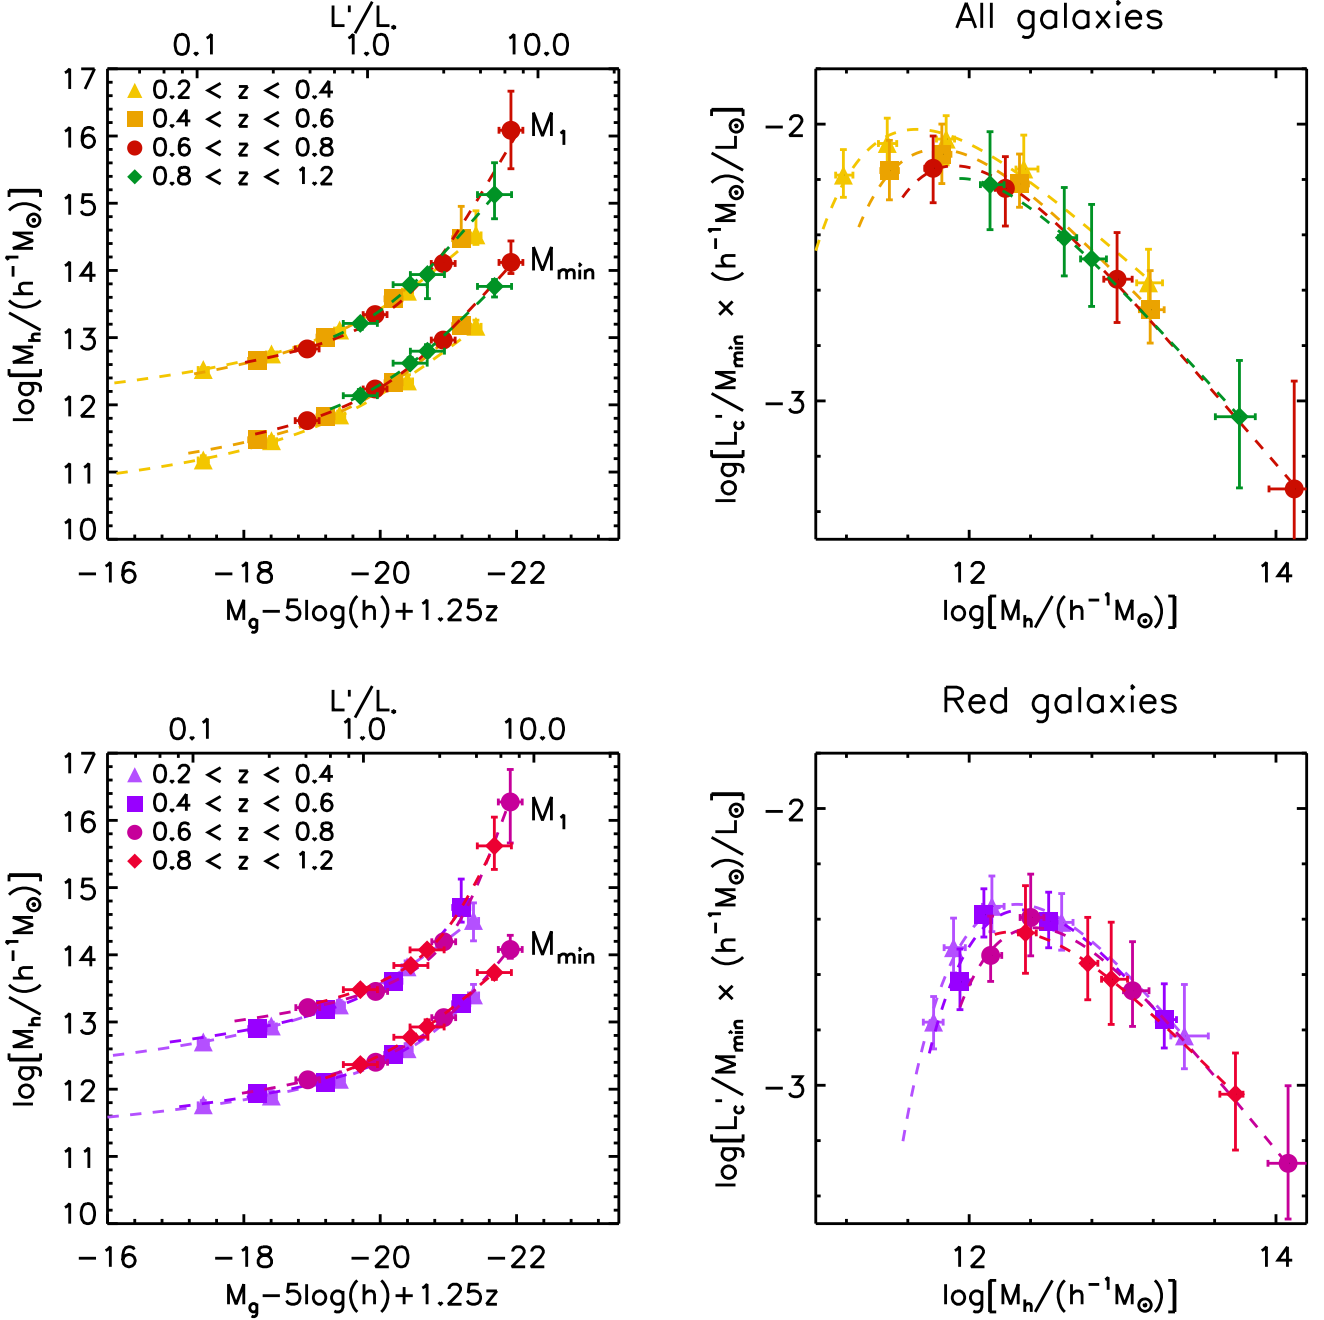 L'/L* All galaxies
0.1 1.0 10.0
17
16
15
14
13
12
11
10
0.2 < z < 0.4
0.4 < z < 0.6
0.6 < z < 0.8
0.8 < z < 1.2
M₁
Mmin
log[Mh/(h⁻¹M⊙)]
−16 −18 −20 −22
Mg−5log(h)+1.25z
−2
−3
log[Lc'/Mmin × (h⁻¹M⊙)/L⊙]
12 14
log[Mh/(h⁻¹M⊙)]
L'/L* Red galaxies
0.1 1.0 10.0
17
16
15
14
13
12
11
10
0.2 < z < 0.4
0.4 < z < 0.6
0.6 < z < 0.8
0.8 < z < 1.2
M₁
Mmin
log[Mh/(h⁻¹M⊙)]
−16 −18 −20 −22
Mg−5log(h)+1.25z
−2
−3
log[Lc'/Mmin × (h⁻¹M⊙)/L⊙]
12 14
log[Mh/(h⁻¹M⊙)]